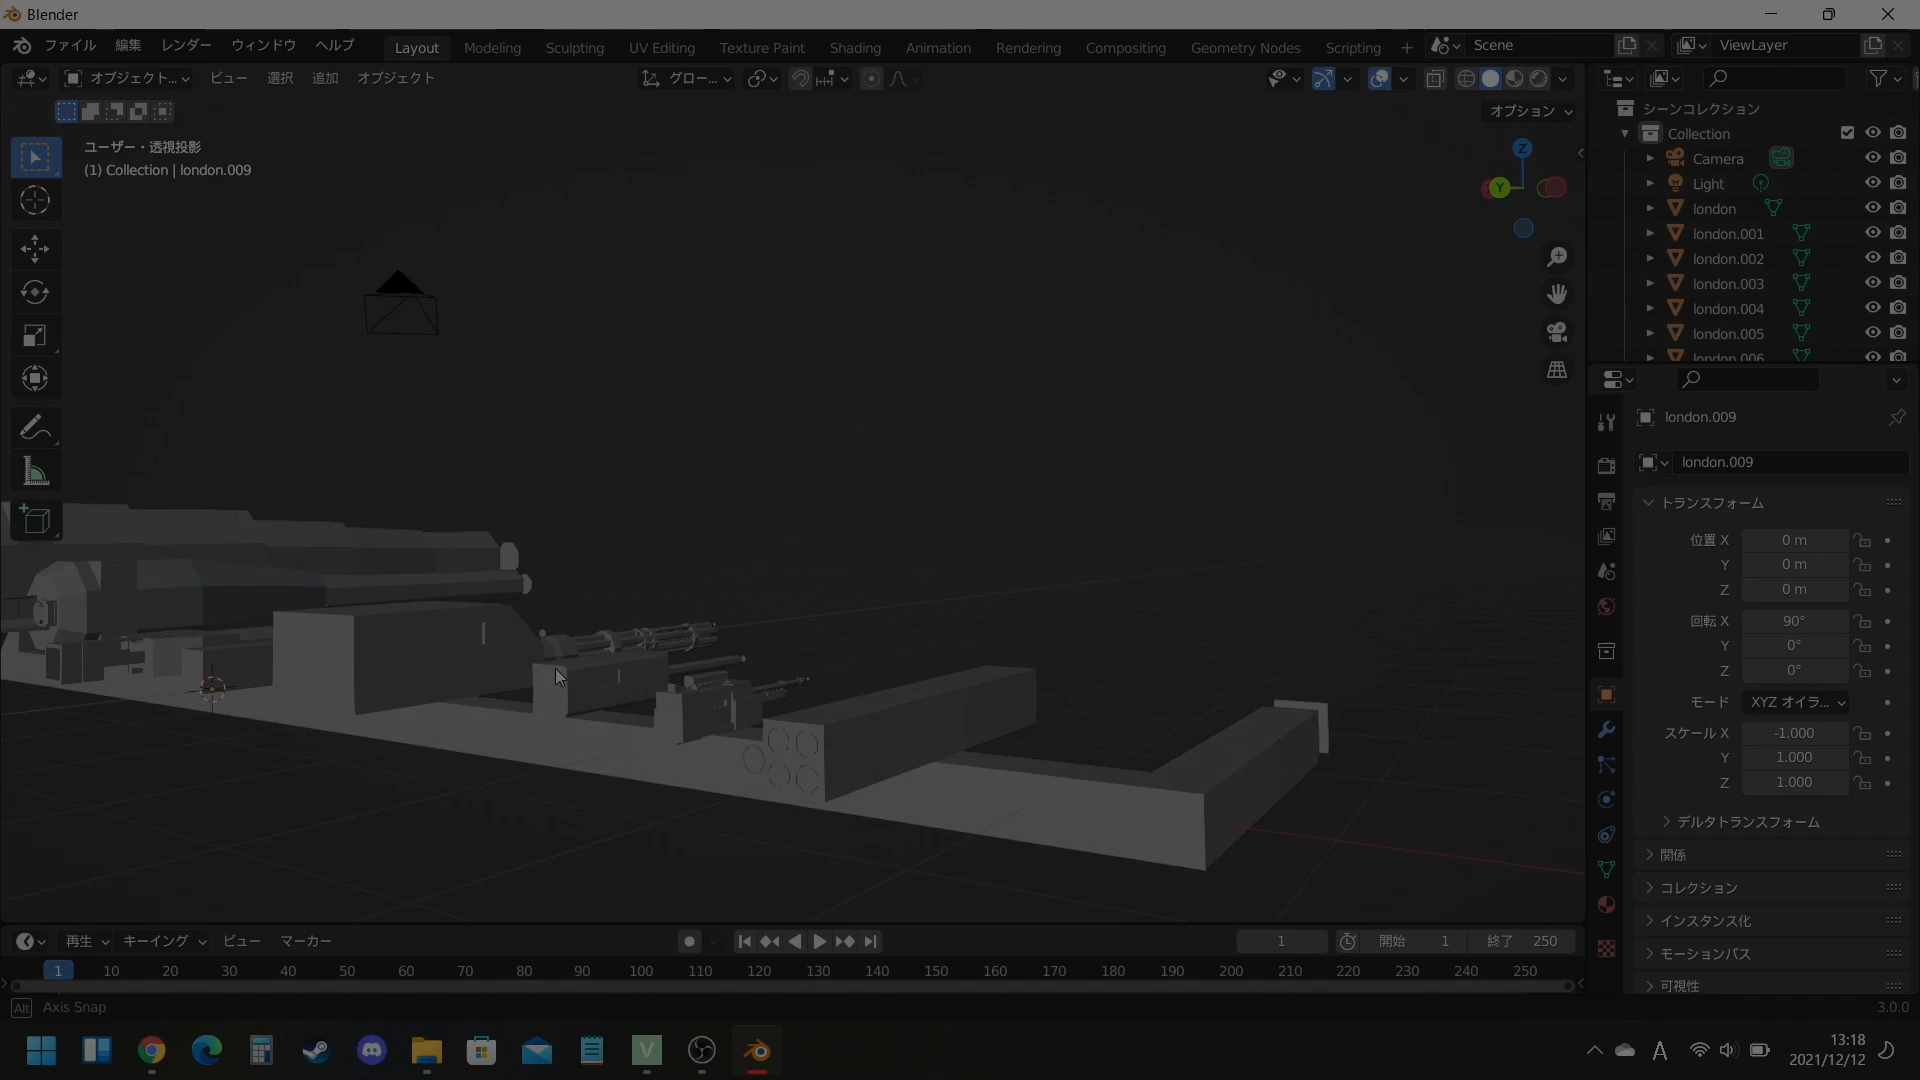 Blender
ファイル 編集 レンダー ウィンドウ ヘルプ Layout Modeling Sculpting UV Editing Texture Paint Shading Animation Rendering Compositing Geometry Nodes Scripting + Scene ViewLayer
オブジェクト... ビュー 選択 追加 オブジェクト グロー...
オプション
ユーザー・透視投影
(1) Collection | london.009
Z
Y
シーンコレクション
Collection
Camera
Light
london
london.001
london.002
london.003
london.004
london.005
london.006
london.009
london.009
トランスフォーム
位置 X 0 m
Y 0 m
Z 0 m
回転 X 90°
Y 0°
Z 0°
モード XYZ オイラ...
スケール X -1.000
Y 1.000
Z 1.000
デルタトランスフォーム
関係
コレクション
インスタンス化
モーションパス
可視性
再生 キーイング ビュー マーカー 1 開始 1 終了 250
1 10 20 30 40 50 60 70 80 90 100 110 120 130 140 150 160 170 180 190 200 210 220 230 240 250
Alt Axis Snap 3.0.0
V A 13:18
2021/12/12